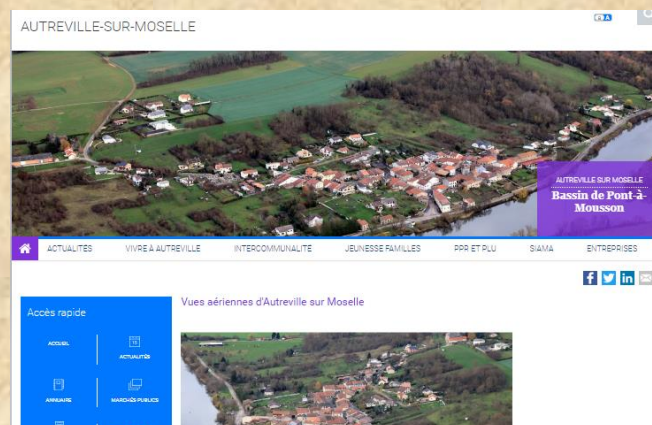 AUTREVILLE-SUR-MOSELLE
AUTREVILLE SUR MOSELLE
Bassin de Pont-à-
Mousson
ACTUALITÉS
VIVRE À AUTREVILLE
INTERCOMMUNALITE
JEUNESSE FAMILLES
PPR ET PLU
SIAMA
ENTREPRISES
Accès rapide
Vues aériennes d'Autreville sur Moselle
ACCUEIL
ACTUALITÉS
ANNUAIRE
MARCHÉS PUBLICS